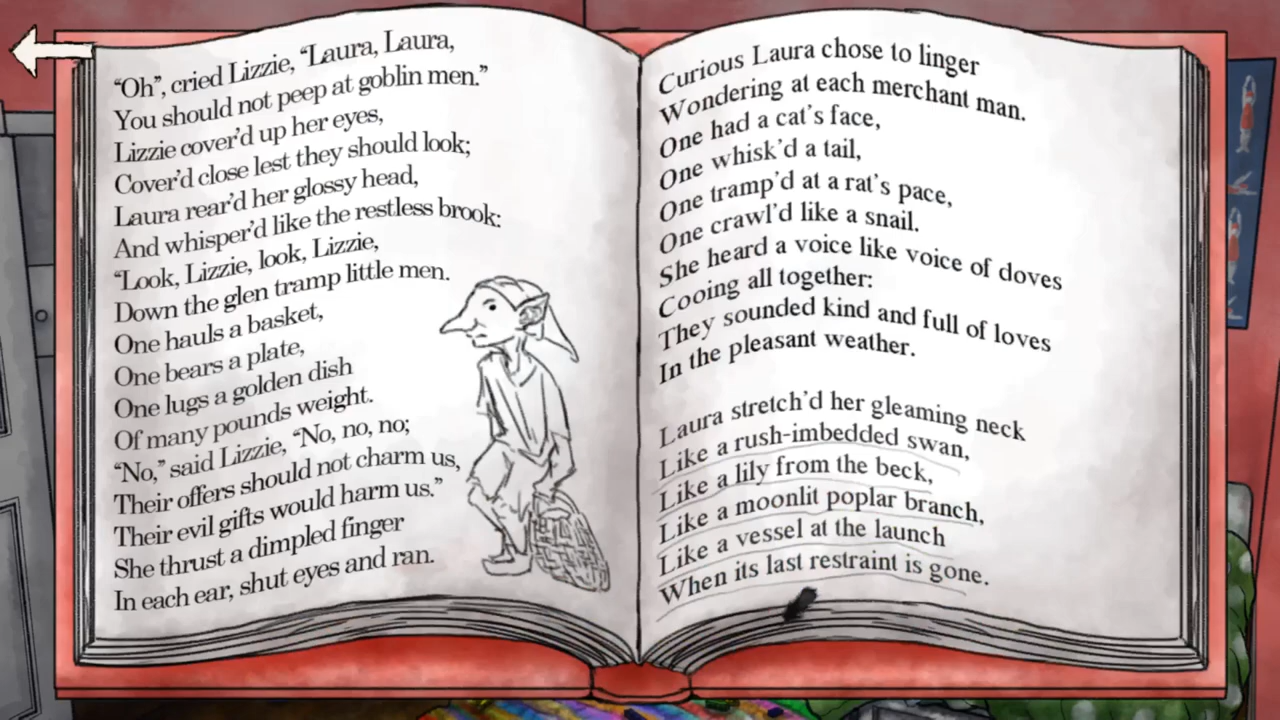 “Oh”, cried Lizzie, “Laura, Laura,
You should not peep at goblin men.”
Lizzie cover’d up her eyes,
Cover’d close lest they should look;
Laura rear’d her glossy head,
And whisper’d like the restless brook:
“Look, Lizzie, look, Lizzie,
Down the glen tramp little men.
One hauls a basket,
One bears a plate,
One lugs a golden dish
Of many pounds weight.
“No,” said Lizzie, “No, no, no;
Their offers should not charm us,
Their evil gifts would harm us.”
She thrust a dimpled finger
In each ear, shut eyes and ran.
Curious Laura chose to linger
Wondering at each merchant man.
One had a cat’s face,
One whisk’d a tail,
One tramp’d at a rat’s pace,
One crawl’d like a snail.
She heard a voice like voice of doves
Cooing all together:
They sounded kind and full of loves
In the pleasant weather.
Laura stretch’d her gleaming neck
Like a rush-imbedded swan,
Like a lily from the beck,
Like a moonlit poplar branch,
Like a vessel at the launch
When its last restraint is gone.